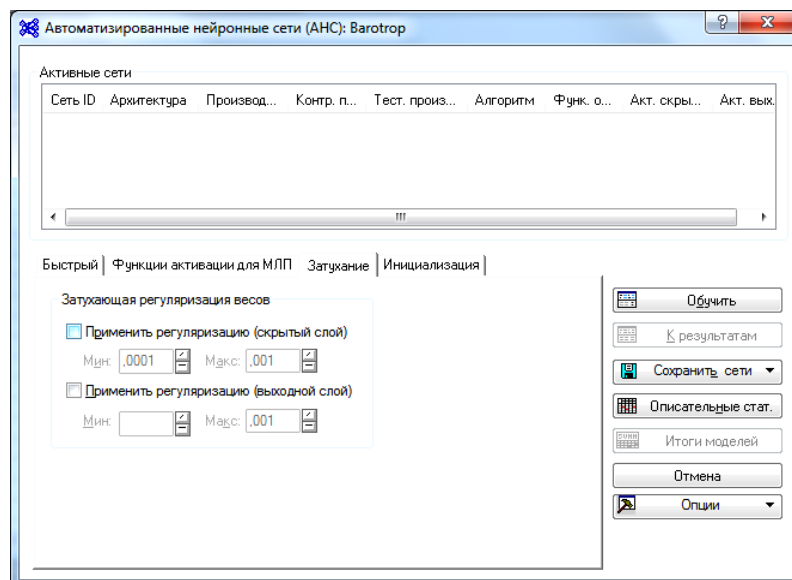 Автоматизированные нейронные сети (АНС): Barotrop
Активные сети
Сеть ID Архитектура Производ... Контр. п... Тест. произ... Алгоритм Функ. о... Акт. скры... Акт. вых.
Быстрый Функции активации для МЛП Затухание Инициализация
Затухающая регуляризация весов
Применить регуляризацию (скрытый слой)
Мин: ,0001 Макс: ,001
Применить регуляризацию (выходной слой)
Мин: Макс: ,001
Обучить
К результатам
Сохранить сети
Описательные стат.
Итоги моделей
Отмена
Опции